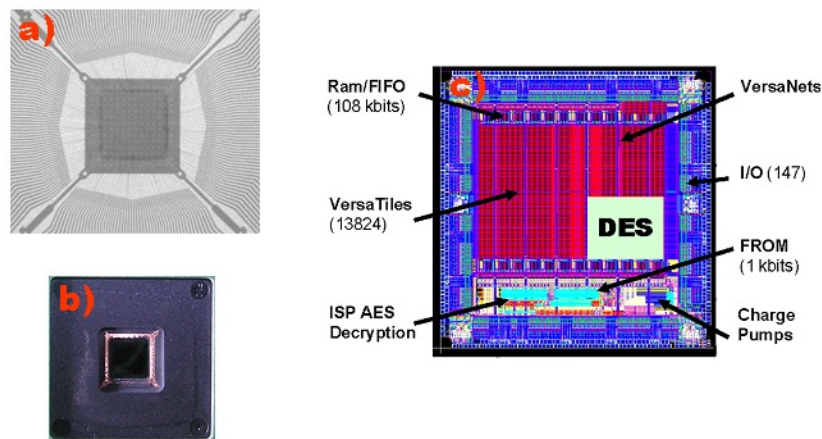 a)
b)
c)
Ram/FIFO
(108 kbits)
VersaTiles
(13824)
ISP AES
Decryption
VersaNets
I/O (147)
DES
FROM
(1 kbits)
Charge
Pumps